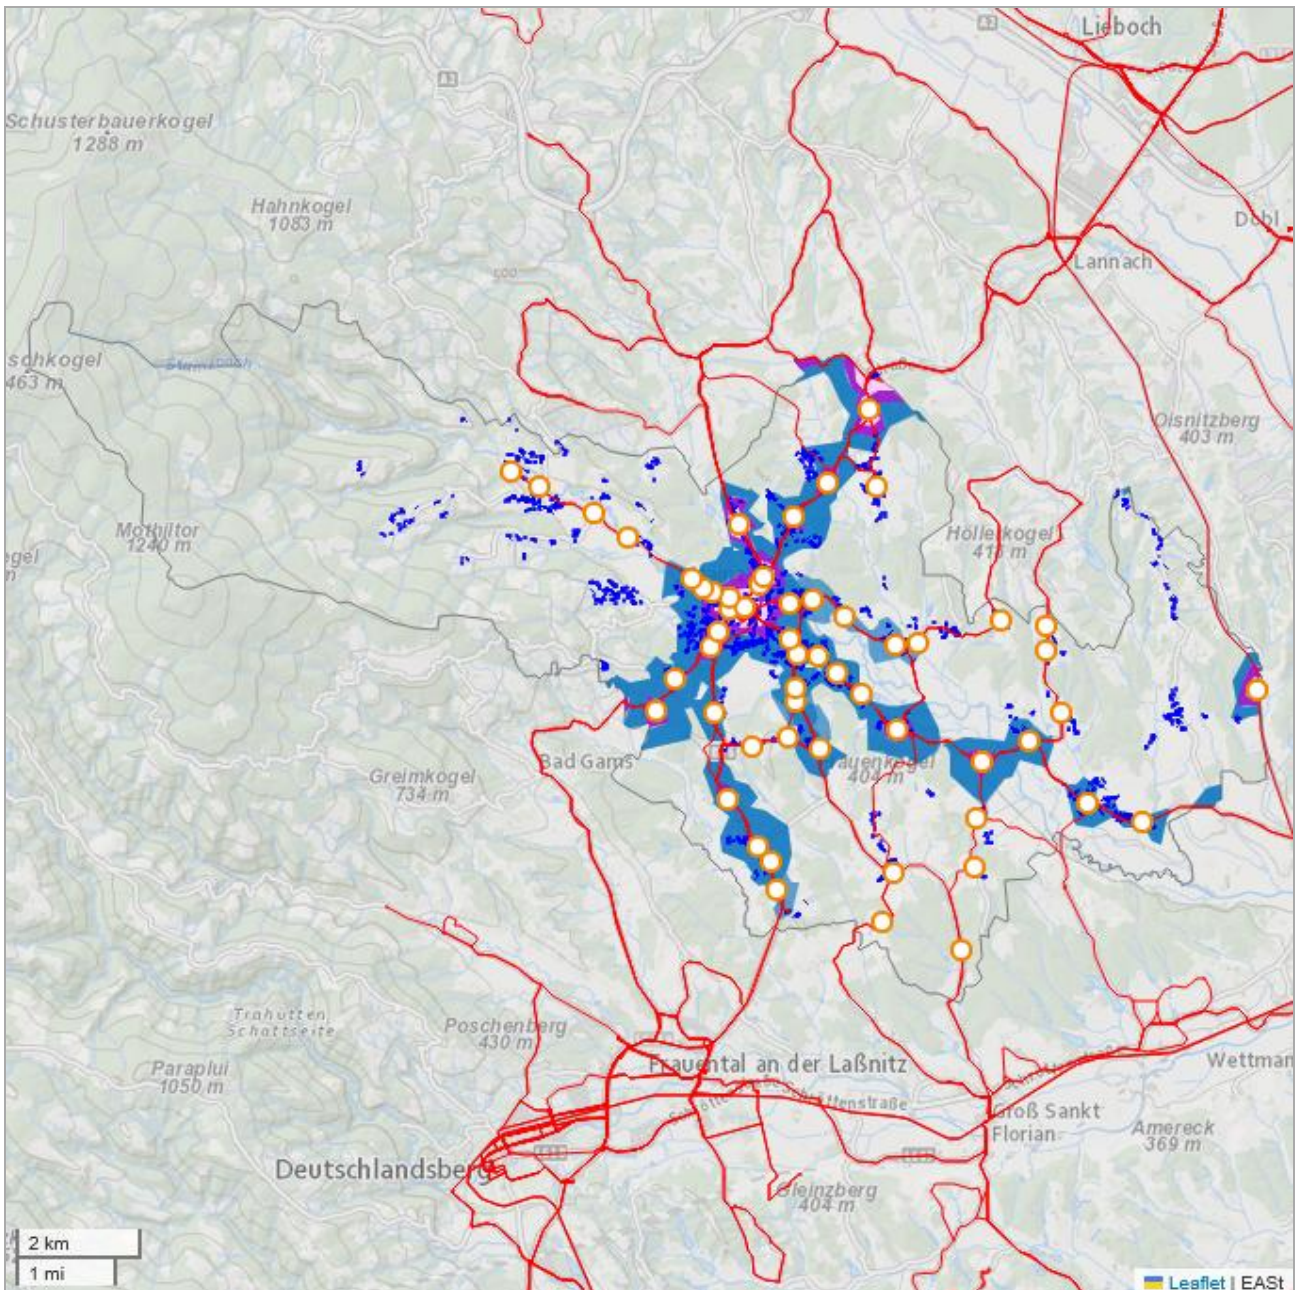 Lieboch
Schusterbauerkogel
1288 m
Hahnkogel
1083 m
Dobl
Lannach
schkogel
463 m
Oisnitzberg
403 m
Mothiltor
1240 m
Höllerkogel
Bad Gams
404 m
Greimkogel
734 m
Trahütten
Schattseite
Poschenberg
430 m
Paraplui
1050 m
Frauental an der Laßnitz
Wettman
Schröttenstraße
Groß Sankt
Florian
Amereck
369 m
Deutschlandsberg
Gleinzberg
404 m
2 km
1 mi
Leaflet | EASt